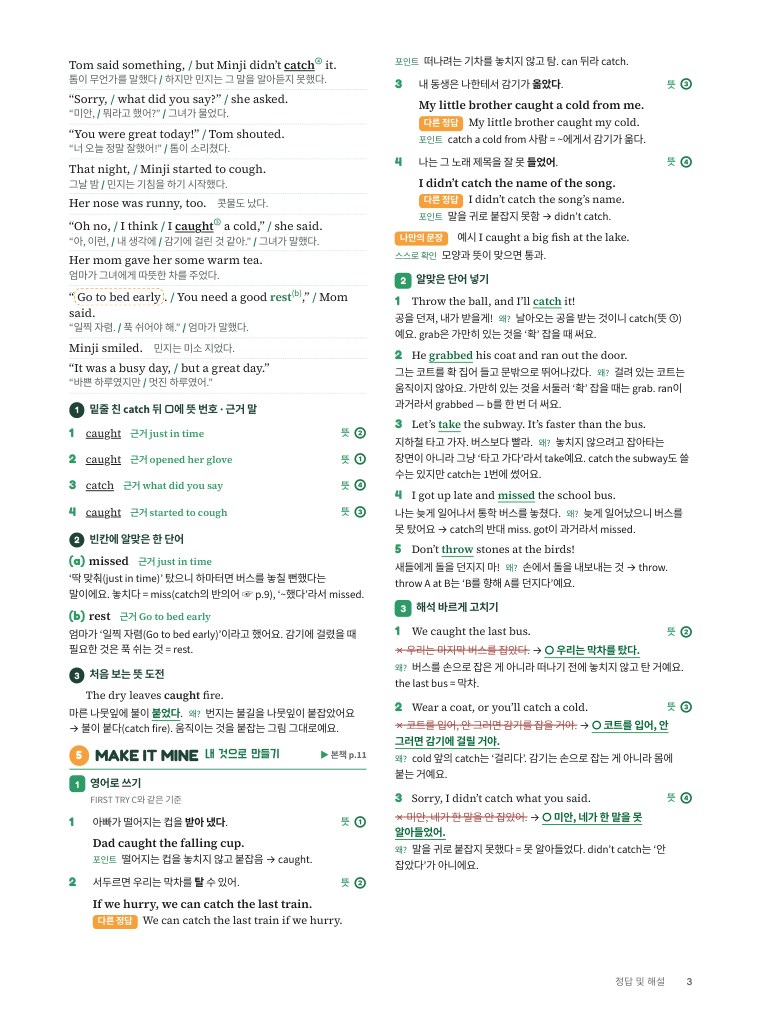 Tom said something, / but Minji didn’t catch④ it.
톰이 무언가를 말했다 / 하지만 민지는 그 말을 알아듣지 못했다.
“Sorry, / what did you say?” / she asked.
“미안, / 뭐라고 했어?” / 그녀가 물었다.
“You were great today!” / Tom shouted.
“너 오늘 정말 잘했어!” / 톰이 소리쳤다.
That night, / Minji started to cough.
그날 밤 / 민지는 기침을 하기 시작했다.
Her nose was runny, too. 콧물도 났다.
“Oh no, / I think / I caught③ a cold,” / she said.
“아, 이런, / 내 생각에 / 감기에 걸린 것 같아.” / 그녀가 말했다.
Her mom gave her some warm tea.
엄마가 그녀에게 따뜻한 차를 주었다.
“Go to bed early. / You need a good rest(b),” / Mom
said.
“일찍 자렴. / 푹 쉬어야 해.” / 엄마가 말했다.
Minji smiled. 민지는 미소 지었다.
“It was a busy day, / but a great day.”
“바쁜 하루였지만 / 멋진 하루였어.”
1 밑줄 친 catch 뒤 □에 뜻 번호 · 근거 말
1 caught 근거 just in time 뜻 ②
2 caught 근거 opened her glove 뜻 ①
3 catch 근거 what did you say 뜻 ④
4 caught 근거 started to cough 뜻 ③
2 빈칸에 알맞은 한 단어
(a) missed 근거 just in time
‘딱 맞춰(just in time)’ 탔으니 하마터면 버스를 놓칠 뻔했다는
말이에요. 놓치다 = miss(catch의 반의어 ☞ p.9), ‘~했다’라서 missed.
(b) rest 근거 Go to bed early
엄마가 ‘일찍 자렴(Go to bed early)’이라고 했어요. 감기에 걸렸을 때
필요한 것은 푹 쉬는 것 = rest.
3 처음 보는 뜻 도전
The dry leaves caught fire.
마른 나뭇잎에 불이 붙었다. 왜? 번지는 불길을 나뭇잎이 붙잡았어요
→ 불이 붙다(catch fire). 움직이는 것을 붙잡는 그림 그대로예요.
5 MAKE IT MINE 내 것으로 만들기 ▶ 본책 p.11
1 영어로 쓰기
FIRST TRY C와 같은 기준
1 아빠가 떨어지는 컵을 받아 냈다. 뜻 ①
Dad caught the falling cup.
포인트 떨어지는 컵을 놓치지 않고 붙잡음 → caught.
2 서두르면 우리는 막차를 탈 수 있어. 뜻 ②
If we hurry, we can catch the last train.
다른 정답 We can catch the last train if we hurry.
포인트 떠나려는 기차를 놓치지 않고 탐. can 뒤라 catch.
3 내 동생은 나한테서 감기가 옮았다. 뜻 ③
My little brother caught a cold from me.
다른 정답 My little brother caught my cold.
포인트 catch a cold from 사람 = ~에게서 감기가 옮다.
4 나는 그 노래 제목을 잘 못 들었어. 뜻 ④
I didn’t catch the name of the song.
다른 정답 I didn’t catch the song’s name.
포인트 말을 귀로 붙잡지 못함 → didn’t catch.
나만의 문장 예시 I caught a big fish at the lake.
스스로 확인 모양과 뜻이 맞으면 통과.
2 알맞은 단어 넣기
1 Throw the ball, and I’ll catch it!
공을 던져, 내가 받을게! 왜? 날아오는 공을 받는 것이니 catch(뜻 ①)
예요. grab은 가만히 있는 것을 ‘확’ 잡을 때 써요.
2 He grabbed his coat and ran out the door.
그는 코트를 확 집어 들고 문밖으로 뛰어나갔다. 왜? 걸려 있는 코트는
움직이지 않아요. 가만히 있는 것을 서둘러 ‘확’ 잡을 때는 grab. ran이
과거라서 grabbed — b를 한 번 더 써요.
3 Let’s take the subway. It’s faster than the bus.
지하철 타고 가자. 버스보다 빨라. 왜? 놓치지 않으려고 잡아타는
장면이 아니라 그냥 ‘타고 가다’라서 take예요. catch the subway도 쓸
수는 있지만 catch는 1번에 썼어요.
4 I got up late and missed the school bus.
나는 늦게 일어나서 통학 버스를 놓쳤다. 왜? 늦게 일어났으니 버스를
못 탔어요 → catch의 반대 miss. got이 과거라서 missed.
5 Don’t throw stones at the birds!
새들에게 돌을 던지지 마! 왜? 손에서 돌을 내보내는 것 → throw.
throw A at B는 ‘B를 향해 A를 던지다’예요.
3 해석 바르게 고치기
1 We caught the last bus. 뜻 ②
× 우리는 마지막 버스를 잡았다. → ○ 우리는 막차를 탔다.
왜? 버스를 손으로 잡은 게 아니라 떠나기 전에 놓치지 않고 탄 거예요.
the last bus = 막차.
2 Wear a coat, or you’ll catch a cold. 뜻 ③
× 코트를 입어, 안 그러면 감기를 잡을 거야. → ○ 코트를 입어, 안
그러면 감기에 걸릴 거야.
왜? cold 앞의 catch는 ‘걸리다’. 감기는 손으로 잡는 게 아니라 몸에
붙는 거예요.
3 Sorry, I didn’t catch what you said. 뜻 ④
× 미안, 네가 한 말을 안 잡았어. → ○ 미안, 네가 한 말을 못
알아들었어.
왜? 말을 귀로 붙잡지 못했다 = 못 알아들었다. didn’t catch는 ‘안
잡았다’가 아니에요.
정답 및 해설 3